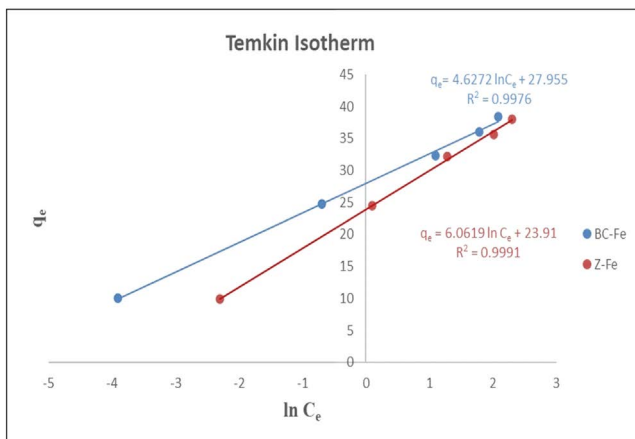 Temkin Isotherm
45
40
35
30
25
20
15
10
5
0
qe= 4.6272 lnCe + 27.955
R² = 0.9976
qe = 6.0619 ln Ce + 23.91
R² = 0.9991
BC-Fe
Z-Fe
qe
-5 -4 -3 -2 -1 0 1 2 3
ln Ce